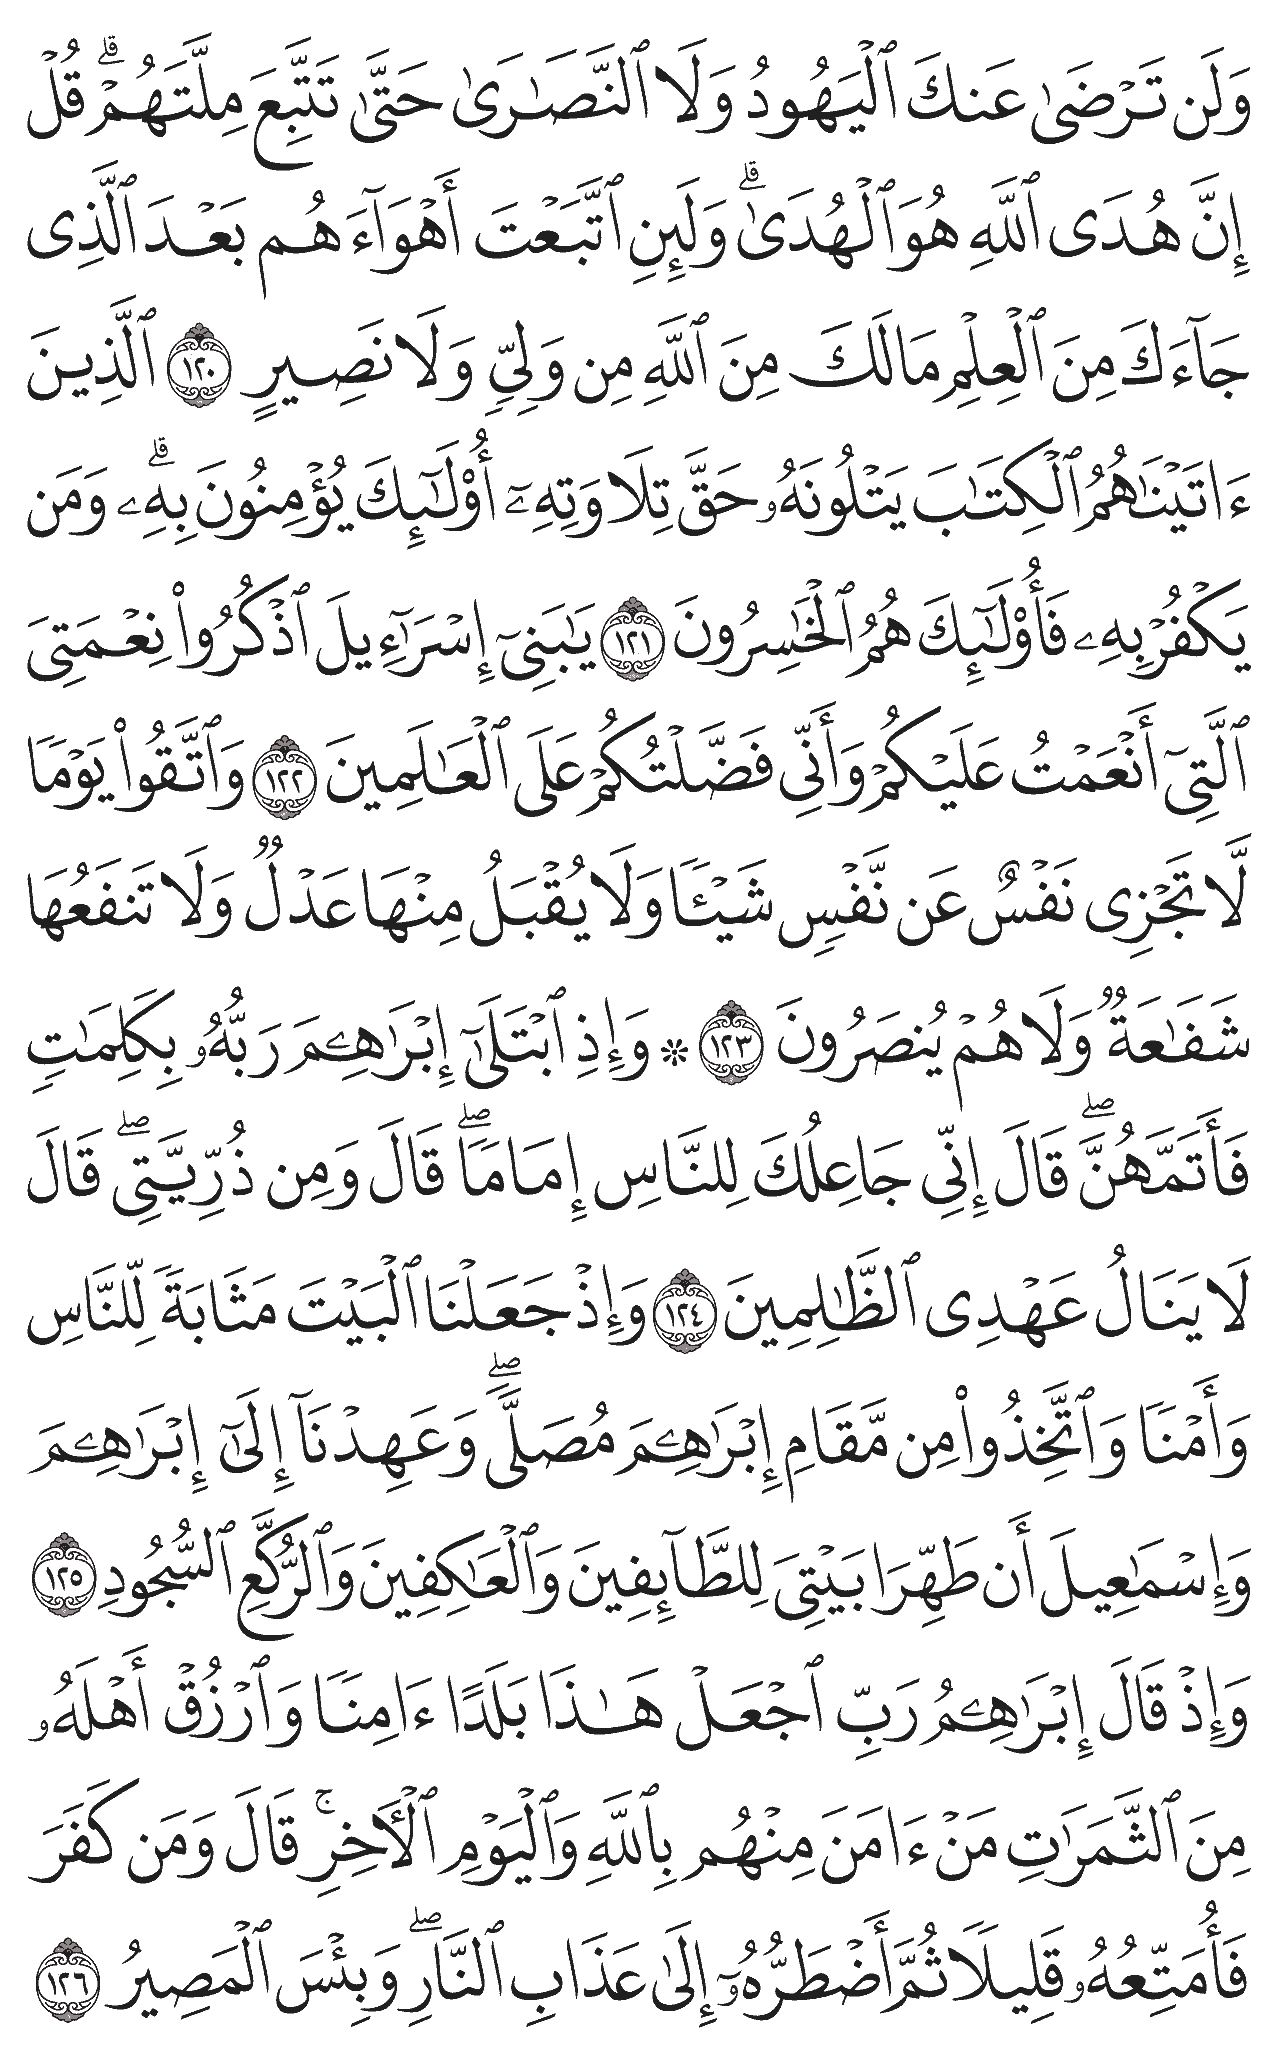 وَلَن تَرۡضَىٰ عَنكَ ٱلۡيَهُودُ وَلَا ٱلنَّصَٰرَىٰ حَتَّىٰ تَتَّبِعَ مِلَّتَهُمۡۗ قُلۡ
إِنَّ هُدَى ٱللَّهِ هُوَ ٱلۡهُدَىٰۗ وَلَئِنِ ٱتَّبَعۡتَ أَهۡوَآءَهُم بَعۡدَ ٱلَّذِي
جَآءَكَ مِنَ ٱلۡعِلۡمِ مَا لَكَ مِنَ ٱللَّهِ مِن وَلِيّٖ وَلَا نَصِيرٍ ١٢٠ ٱلَّذِينَ
ءَاتَيۡنَٰهُمُ ٱلۡكِتَٰبَ يَتۡلُونَهُۥ حَقَّ تِلَاوَتِهِۦٓ أُوْلَٰٓئِكَ يُؤۡمِنُونَ بِهِۦۗ وَمَن
يَكۡفُرۡ بِهِۦ فَأُوْلَٰٓئِكَ هُمُ ٱلۡخَٰسِرُونَ ١٢١ يَٰبَنِيٓ إِسۡرَٰٓءِيلَ ٱذۡكُرُواْ نِعۡمَتِيَ
ٱلَّتِيٓ أَنۡعَمۡتُ عَلَيۡكُمۡ وَأَنِّي فَضَّلۡتُكُمۡ عَلَى ٱلۡعَٰلَمِينَ ١٢٢ وَٱتَّقُواْ يَوۡمٗا
لَّا تَجۡزِي نَفۡسٌ عَن نَّفۡسٖ شَيۡـٔٗا وَلَا يُقۡبَلُ مِنۡهَا عَدۡلٞ وَلَا تَنفَعُهَا
شَفَٰعَةٞ وَلَا هُمۡ يُنصَرُونَ ١٢٣ ۞ وَإِذِ ٱبۡتَلَىٰٓ إِبۡرَٰهِـۧمَ رَبُّهُۥ بِكَلِمَٰتٖ
فَأَتَمَّهُنَّۖ قَالَ إِنِّي جَاعِلُكَ لِلنَّاسِ إِمَامٗاۖ قَالَ وَمِن ذُرِّيَّتِيۖ قَالَ
لَا يَنَالُ عَهۡدِي ٱلظَّٰلِمِينَ ١٢٤ وَإِذۡ جَعَلۡنَا ٱلۡبَيۡتَ مَثَابَةٗ لِّلنَّاسِ
وَأَمۡنٗا وَٱتَّخِذُواْ مِن مَّقَامِ إِبۡرَٰهِـۧمَ مُصَلّٗىۖ وَعَهِدۡنَآ إِلَىٰٓ إِبۡرَٰهِـۧمَ
وَإِسۡمَٰعِيلَ أَن طَهِّرَا بَيۡتِيَ لِلطَّآئِفِينَ وَٱلۡعَٰكِفِينَ وَٱلرُّكَّعِ ٱلسُّجُودِ ١٢٥
وَإِذۡ قَالَ إِبۡرَٰهِـۧمُ رَبِّ ٱجۡعَلۡ هَٰذَا بَلَدًا ءَامِنٗا وَٱرۡزُقۡ أَهۡلَهُۥ
مِنَ ٱلثَّمَرَٰتِ مَنۡ ءَامَنَ مِنۡهُم بِٱللَّهِ وَٱلۡيَوۡمِ ٱلۡأٓخِرِۚ قَالَ وَمَن كَفَرَ
فَأُمَتِّعُهُۥ قَلِيلٗا ثُمَّ أَضۡطَرُّهُۥٓ إِلَىٰ عَذَابِ ٱلنَّارِۖ وَبِئۡسَ ٱلۡمَصِيرُ ١٢٦